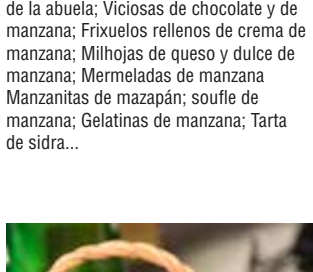 de la abuela; Viciosas de chocolate y de
manzana; Frixuelos rellenos de crema de
manzana; Milhojas de queso y dulce de
manzana; Mermeladas de manzana
Manzanitas de mazapán; soufle de
manzana; Gelatinas de manzana; Tarta
de sidra...